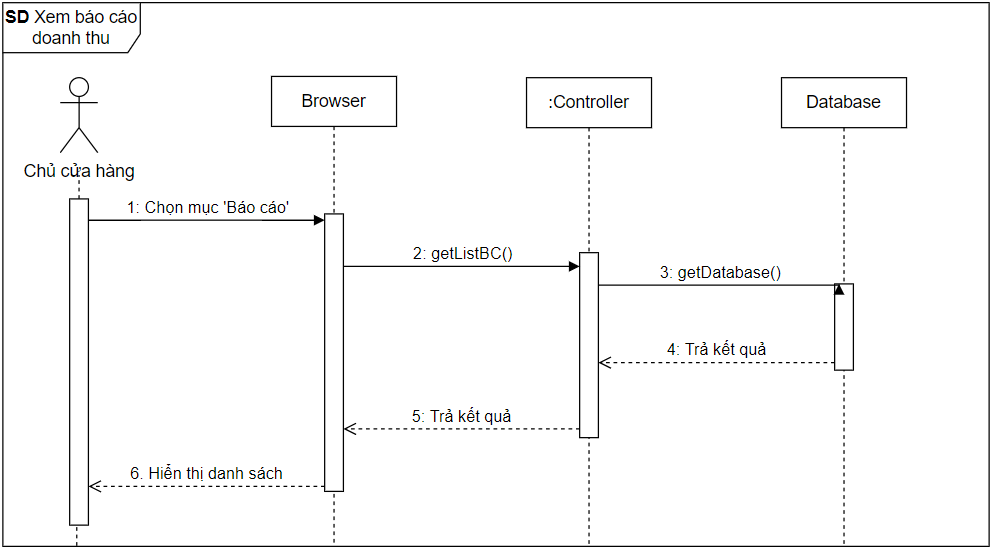 SD Xem báo cáo
doanh thu
Browser
:Controller
Database
Chủ cửa hàng
1: Chọn mục 'Báo cáo'
2: getListBC()
3: getDatabase()
4: Trả kết quả
5: Trả kết quả
6. Hiển thị danh sách